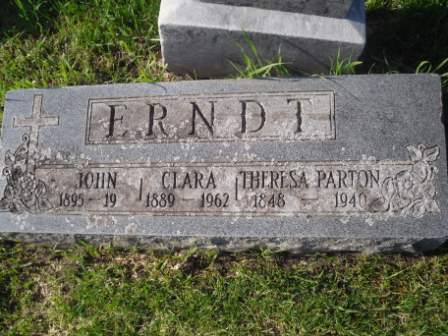 ERNDT
JOHN CLARA THERESA PARTON
1895 - 19 1889 - 1962 1848 - 1940